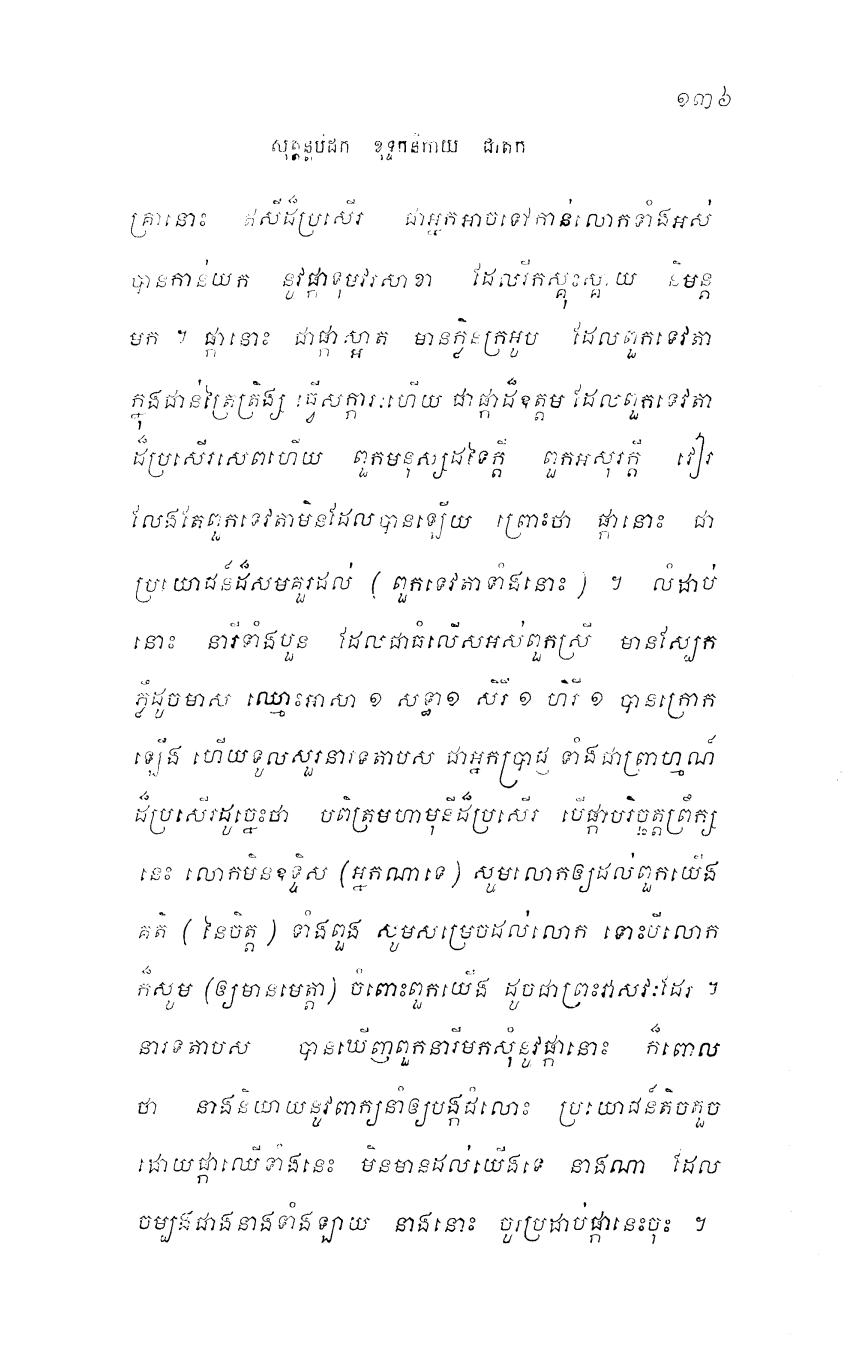 ១៣៦
សុត្តន្តបិដក ខុទ្ទកនិកាយ ជាតក
គ្រានោះ ឥសីដ៏ប្រសើរ ជាអ្នកអាចទៅកាន់លោកទាំងអស់
បានកាន់យក នូវផ្កាទុមវរសាខា ដែលរីកស្គុះស្គាយ និមន្ត
មក ។ ផ្កានោះ ជាផ្កាស្អាត មានក្លិនក្រអូប ដែលពួកទេវតា
ក្នុងជាន់ត្រៃត្រិង្ស ធ្វើសក្ការៈហើយ ជាផ្កាដ៏ឧត្តម ដែលពួកទេវតា
ដ៏ប្រសើរសេពហើយ ពួកមនុស្សដទៃក្តី ពួកអសុរក្តី វៀរ
លែងតែពួកទេវតាមិនដែលបានឡើយ ព្រោះថា ផ្កានោះ ជា
ប្រយោជន៍ដ៏សមគួរដល់ ( ពួកទេវតាទាំងនោះ ) ។ លំដាប់
នោះ នារីទាំងបួន ដែលជាធំលើសអស់ពួកស្រី មានស្បែក
ភ្លឺដូចមាស ឈ្មោះអាសា ១ សទ្ធា១ សិរី ១ ហិរី ១ បានក្រោក
ឡើង ហើយទូលសួរនារទតាបស ជាអ្នកប្រាជ្ញ ទាំងជាព្រាហ្មណ៍
ដ៏ប្រសើរដូច្នេះថា បពិត្រមហាមុនីដ៏ប្រសើរ បើផ្កាបរិច្ឆត្តព្រឹក្ស
នេះ លោកមិនឧទ្ទិស (អ្នកណាទេ ) សូមលោកឲ្យដល់ពួកយើង
គតិ ( នៃចិត្ត ) ទាំងពួង សូមសម្រេចដល់លោក ទោះបីលោក
ក៏សូម (ឲ្យមានមេត្តា) ចំពោះពួកយើង ដូចជាព្រះវាសវៈដែរ ។
នារទតាបស បានឃើញពួកនារីមកសុំនូវផ្កានោះ ក៏ពោល
ថា នាងនិយាយនូវពាក្យនាំឲ្យបង្កជំលោះ ប្រយោជន៍តិចតួច
ដោយផ្កាឈើទាំងនេះ មិនមានដល់យើងទេ នាងណា ដែល
ចម្បងជាងនាងទាំងឡាយ នាងនោះ ចូរប្រដាប់ផ្កានេះចុះ ។